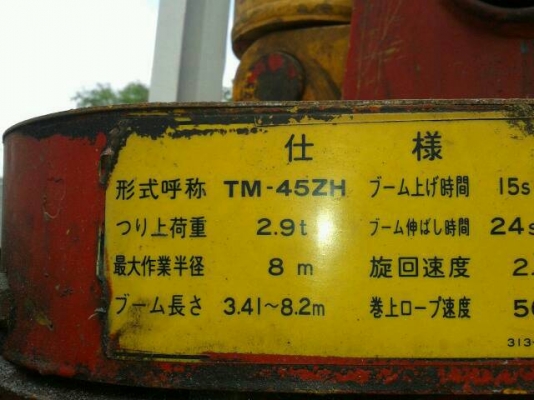 仕様
形式呼称 TM-45ZH ブーム上げ時間 15s
つり上荷重 2.9t ブーム伸ばし時間 24s
最大作業半径 8m 旋回速度 2.
ブーム長さ 3.41〜8.2m 巻上ロープ速度 50
313-